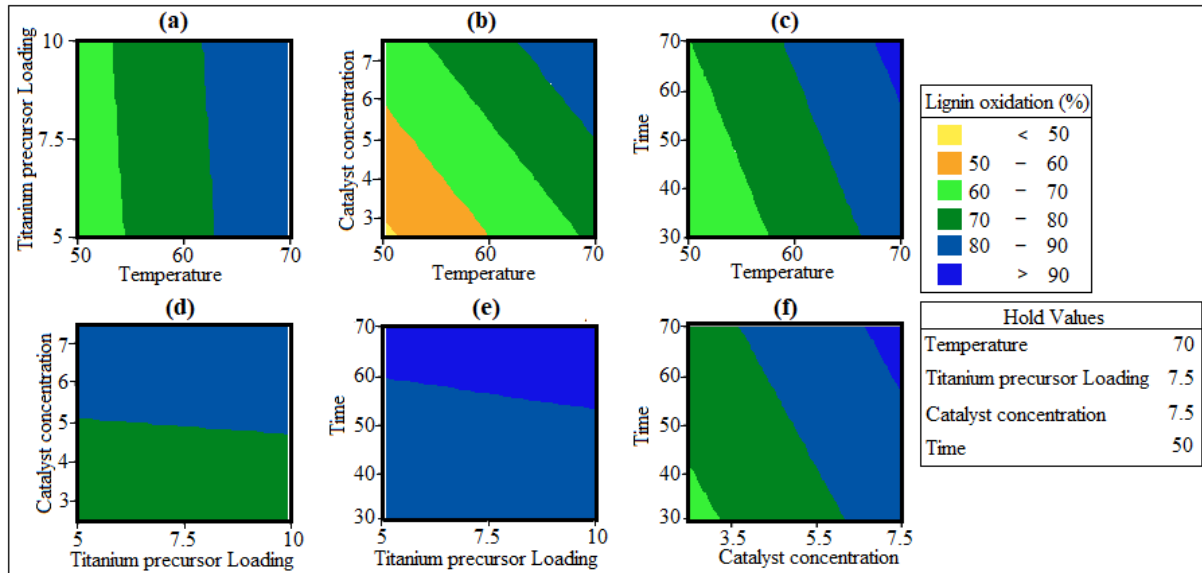 (a)
Titanium precursor Loading
10
7.5
5
50 60 70
Temperature
(b)
Catalyst concentration
7
6
5
4
3
50 60 70
Temperature
(c)
Time
70
60
50
40
30
50 60 70
Temperature
Lignin oxidation (%)
< 50
50 – 60
60 – 70
70 – 80
80 – 90
> 90
(d)
Catalyst concentration
7
6
5
4
3
5 7.5 10
Titanium precursor Loading
(e)
Time
70
60
50
40
30
5 7.5 10
Titanium precursor Loading
(f)
Time
70
60
50
40
30
3.5 5.5 7.5
Catalyst concentration
Hold Values
Temperature 70
Titanium precursor Loading 7.5
Catalyst concentration 7.5
Time 50